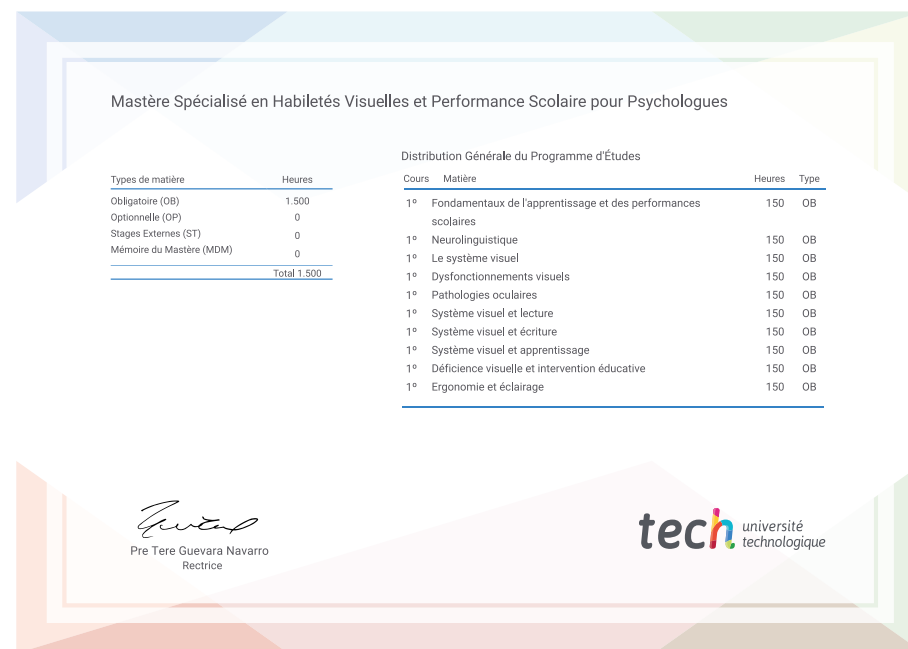 Mastère Spécialisé en Habiletés Visuelles et Performance Scolaire pour Psychologues
Types de matière Heures
Obligatoire (OB) 1.500
Optionnelle (OP) 0
Stages Externes (ST) 0
Mémoire du Mastère (MDM) 0
Total 1.500
Distribution Générale du Programme d'Études
Cours Matière Heures Type
1º Fondamentaux de l'apprentissage et des performances 150 OB
scolaires
1º Neurolinguistique 150 OB
1º Le système visuel 150 OB
1º Dysfonctionnements visuels 150 OB
1º Pathologies oculaires 150 OB
1º Système visuel et lecture 150 OB
1º Système visuel et écriture 150 OB
1º Système visuel et apprentissage 150 OB
1º Déficience visuelle et intervention éducative 150 OB
1º Ergonomie et éclairage 150 OB
Pre Tere Guevara Navarro
Rectrice
tech université
technologique